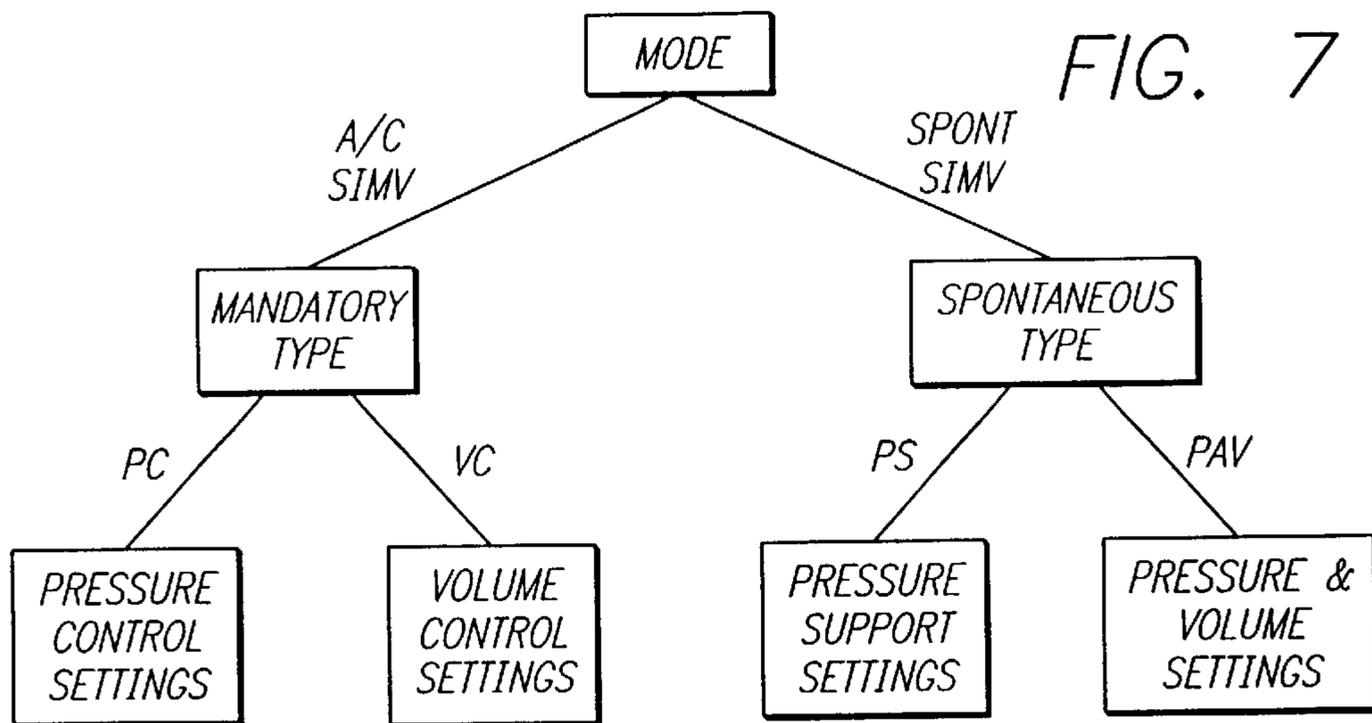 MODE
FIG. 7
A/C
SIMV
SPONT
SIMV
MANDATORY
TYPE
SPONTANEOUS
TYPE
PC
VC
PS
PAV
PRESSURE
CONTROL
SETTINGS
VOLUME
CONTROL
SETTINGS
PRESSURE
SUPPORT
SETTINGS
PRESSURE &
VOLUME
SETTINGS